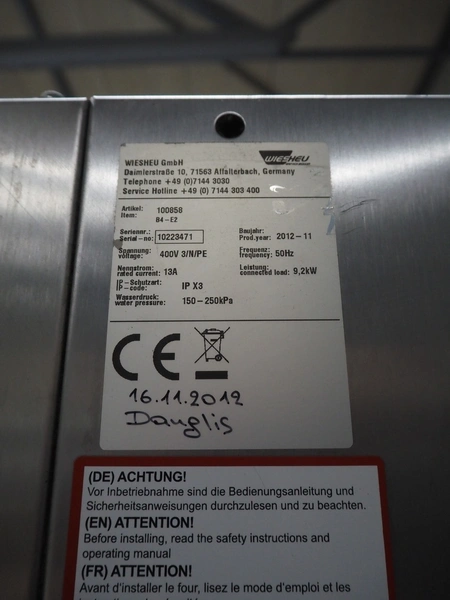 WIESHEU GmbH
WIESHEU
Daimlerstraße 10, 71563 Affalterbach, Germany
Telephone +49 (0)7144 3030
Service Hotline +49 (0) 7144 303 400
Artikel: 100858
Item: B4-E2
Seriennr.: Baujahr:
Serial-no: 10223471 Prod.year: 2012-11
Spannung: Frequenz:
voltage: 400V 3/N/PE frequency: 50Hz
Nennstrom: Leistung:
rated current: 13A connected load: 9,2kW
IP-Schutzart
IP-code: IP X3
Wasserdruck:
water pressure: 150-250kPa
CE
16.11.2012
Danglis
(DE) ACHTUNG!
Vor Inbetriebnahme sind die Bedienungsanleitung und
Sicherheitsanweisungen durchzulesen und zu beachten.
(EN) ATTENTION!
Before installing, read the safety instructions and
operating manual
(FR) ATTENTION!
Avant d'installer le four, lisez le mode d'emploi et les